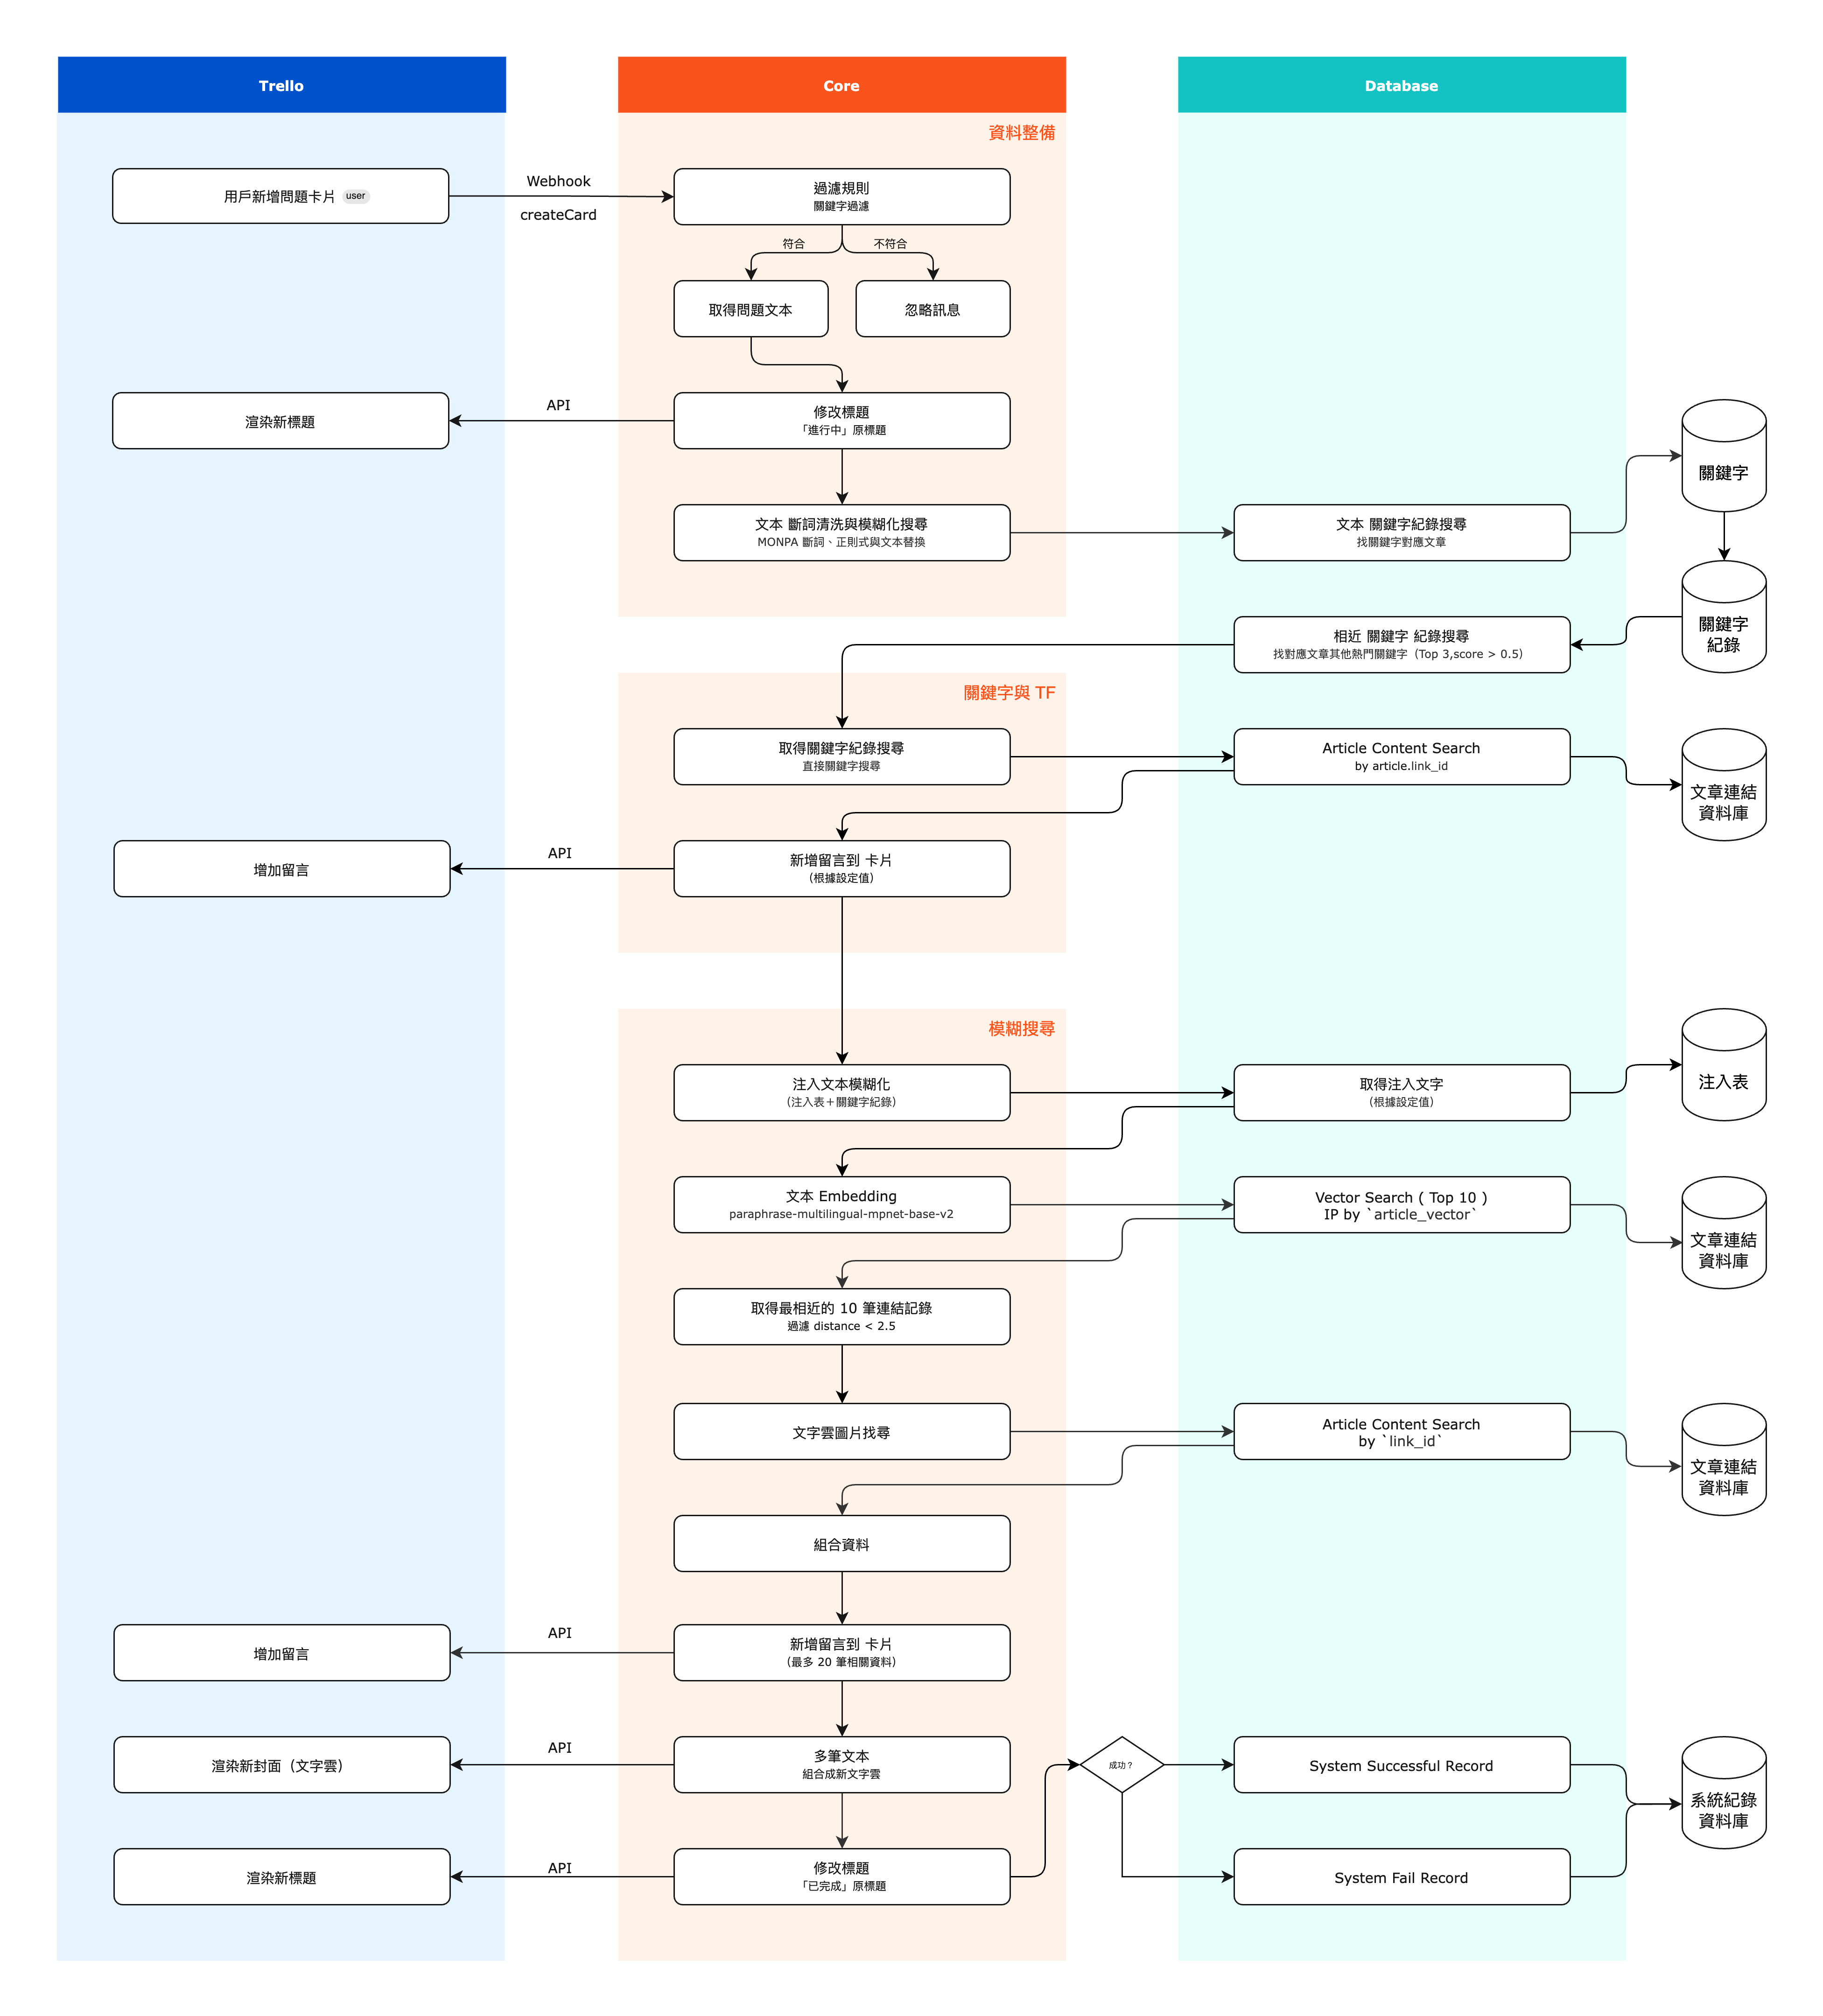 Trello
Core
Database
資料整備
用戶新增問題卡片 user
Webhook
createCard
過濾規則
關鍵字過濾
符合
不符合
取得問題文本
忽略訊息
渲染新標題
API
修改標題
「進行中」原標題
關鍵字
文本 斷詞清洗與模糊化搜尋
MONPA 斷詞、正則式與文本替換
文本 關鍵字紀錄搜尋
找關鍵字對應文章
相近 關鍵字 紀錄搜尋
找對應文章其他熱門關鍵字（Top 3,score > 0.5）
關鍵字
紀錄
關鍵字與 TF
取得關鍵字紀錄搜尋
直接關鍵字搜尋
Article Content Search
by article.link_id
文章連結
資料庫
增加留言
API
新增留言到 卡片
（根據設定值）
模糊搜尋
注入文本模糊化
（注入表＋關鍵字紀錄）
取得注入文字
（根據設定值）
注入表
文本 Embedding
paraphrase-multilingual-mpnet-base-v2
Vector Search ( Top 10 )
IP by `article_vector`
文章連結
資料庫
取得最相近的 10 筆連結記錄
過濾 distance < 2.5
文字雲圖片找尋
Article Content Search
by `link_id`
文章連結
資料庫
組合資料
增加留言
API
新增留言到 卡片
（最多 20 筆相關資料）
渲染新封面（文字雲）
API
多筆文本
組合成新文字雲
成功？
System Successful Record
系統紀錄
資料庫
渲染新標題
API
修改標題
「已完成」原標題
System Fail Record